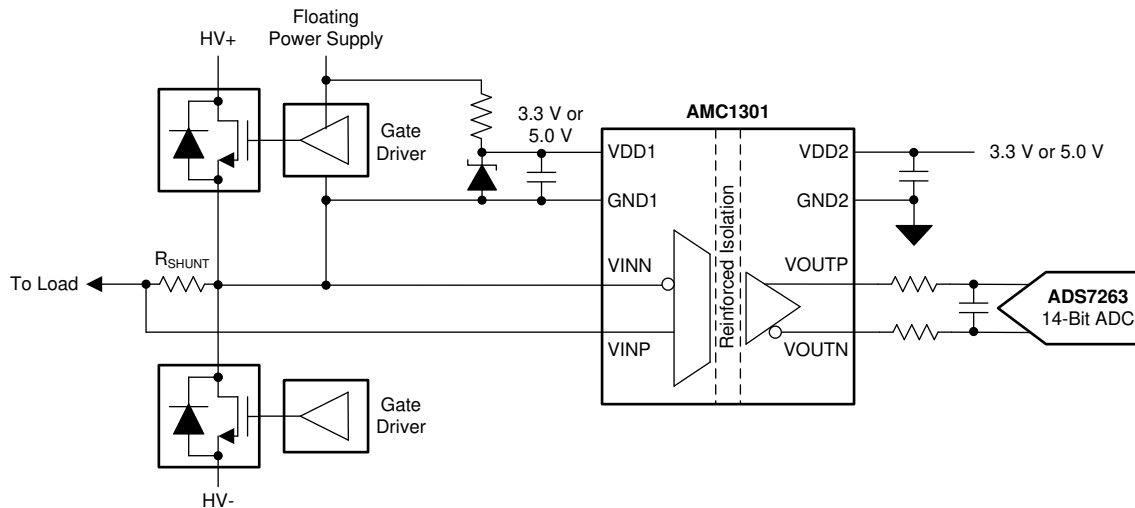 Floating
Power Supply
HV+
Gate
Driver
3.3 V or
5.0 V
AMC1301
VDD1
VDD2
3.3 V or 5.0 V
GND1
GND2
Reinforced Isolation
RSHUNT
To Load
VINN
VOUTP
ADS7263
14-Bit ADC
VINP
VOUTN
Gate
Driver
HV-